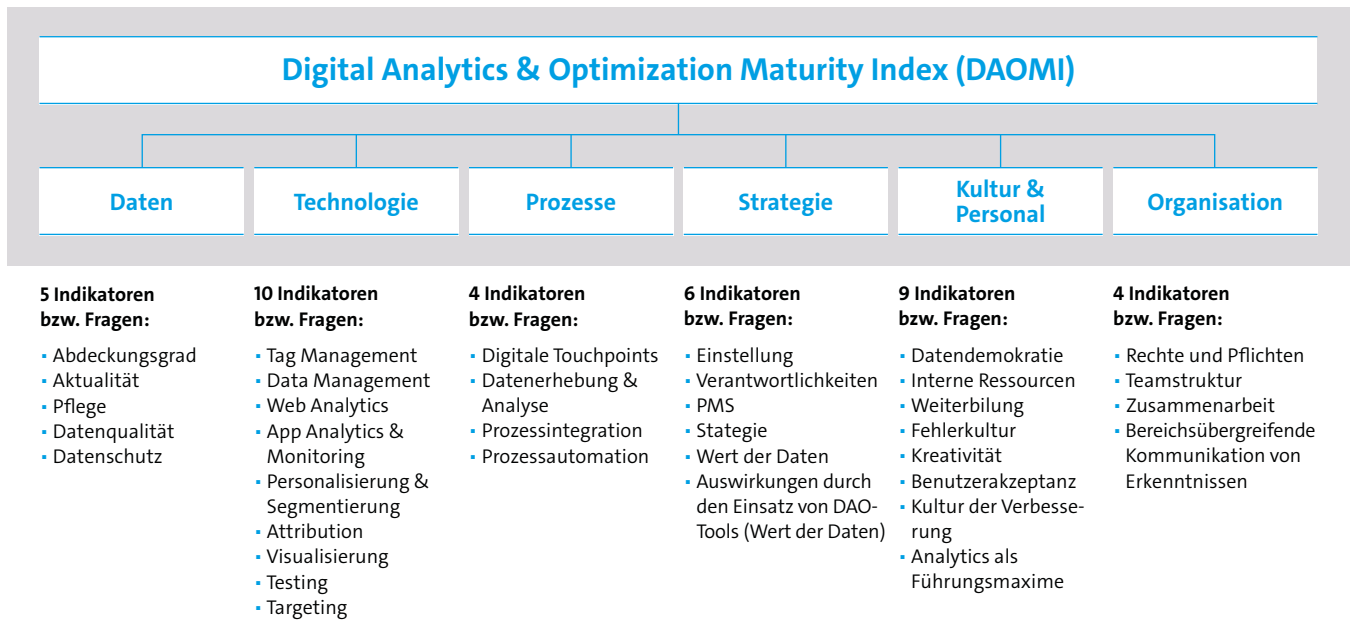 Digital Analytics & Optimization Maturity Index (DAOMI)
Daten
Technologie
Prozesse
Strategie
Kultur &
Personal
Organisation
5 Indikatoren
bzw. Fragen:
▪ Abdeckungsgrad
▪ Aktualität
▪ Pflege
▪ Datenqualität
▪ Datenschutz
10 Indikatoren
bzw. Fragen:
▪ Tag Management
▪ Data Management
▪ Web Analytics
▪ App Analytics &
Monitoring
▪ Personalisierung &
Segmentierung
▪ Attribution
▪ Visualisierung
▪ Testing
▪ Targeting
4 Indikatoren
bzw. Fragen:
▪ Digitale Touchpoints
▪ Datenerhebung &
Analyse
▪ Prozessintegration
▪ Prozessautomation
6 Indikatoren
bzw. Fragen:
▪ Einstellung
▪ Verantwortlichkeiten
▪ PMS
▪ Stategie
▪ Wert der Daten
▪ Auswirkungen durch
den Einsatz von DAO-
Tools (Wert der Daten)
9 Indikatoren
bzw. Fragen:
▪ Datendemokratie
▪ Interne Ressourcen
▪ Weiterbilung
▪ Fehlerkultur
▪ Kreativität
▪ Benutzerakzeptanz
▪ Kultur der Verbesse-
rung
▪ Analytics als
Führungsmaxime
4 Indikatoren
bzw. Fragen:
▪ Rechte und Pflichten
▪ Teamstruktur
▪ Zusammenarbeit
▪ Bereichsübergreifende
Kommunikation von
Erkenntnissen